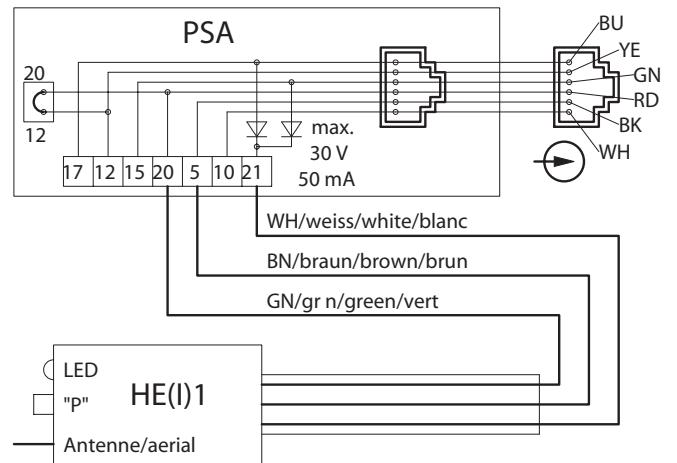 PSA
BU
YE
GN
RD
BK
WH
20
12
max.
30 V
50 mA
17 12 15 20 5 10 21
WH/weiss/white/blanc
BN/braun/brown/brun
GN/gr n/green/vert
LED
"P"
HE(I)1
Antenne/aerial